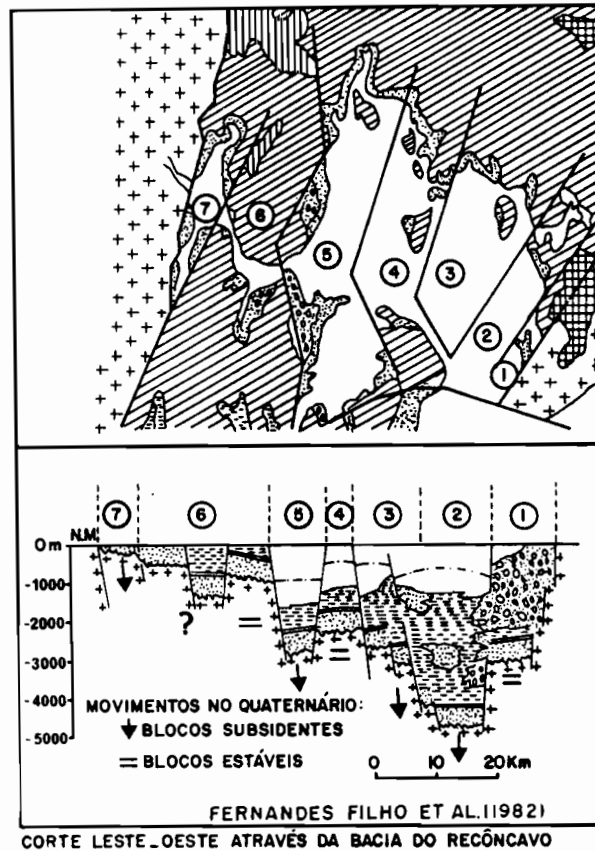 7
6
5
4
3
2
1
7 6 5 4 3 2 1
N.M.
0m
-1000
-2000
-3000
-4000
-5000
?
=
=
=
MOVIMENTOS NO QUATERNÁRIO:
BLOCOS SUBSIDENTES
= BLOCOS ESTÁVEIS
0 10 20Km
FERNANDES FILHO ET AL.(1982)
CORTE LESTE_OESTE ATRAVÉS DA BACIA DO RECÔNCAVO